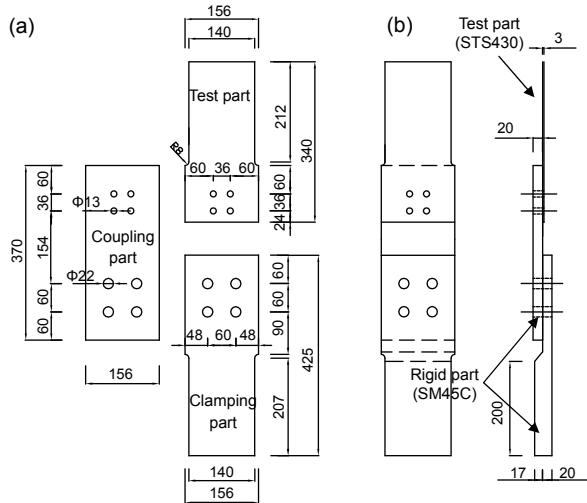 (a)
156
140
Test part
R8
60 36 60
212
60
36
24
340
60
36
Φ13
154
370
Coupling
part
Φ22
60
60
156
60
60
90
425
48 60 48
Clamping
part
207
140
156
(b)
Test part
(STS430)
3
20
Rigid part
(SM45C)
200
17 20